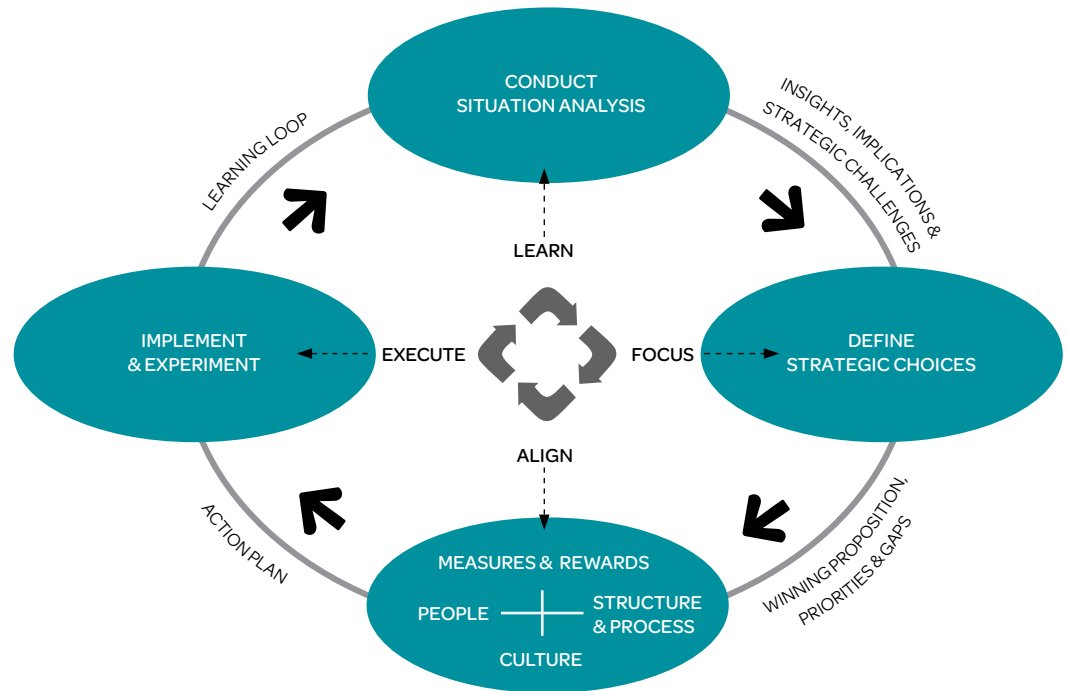 CONDUCT
SITUATION ANALYSIS
INSIGHTS, IMPLICATIONS &
STRATEGIC CHALLENGES
LEARNING LOOP
LEARN
IMPLEMENT
& EXPERIMENT
EXECUTE
FOCUS
DEFINE
STRATEGIC CHOICES
ALIGN
ACTION PLAN
WINNING PROPOSITION,
PRIORITIES & GAPS
MEASURES & REWARDS
PEOPLE
STRUCTURE
& PROCESS
CULTURE